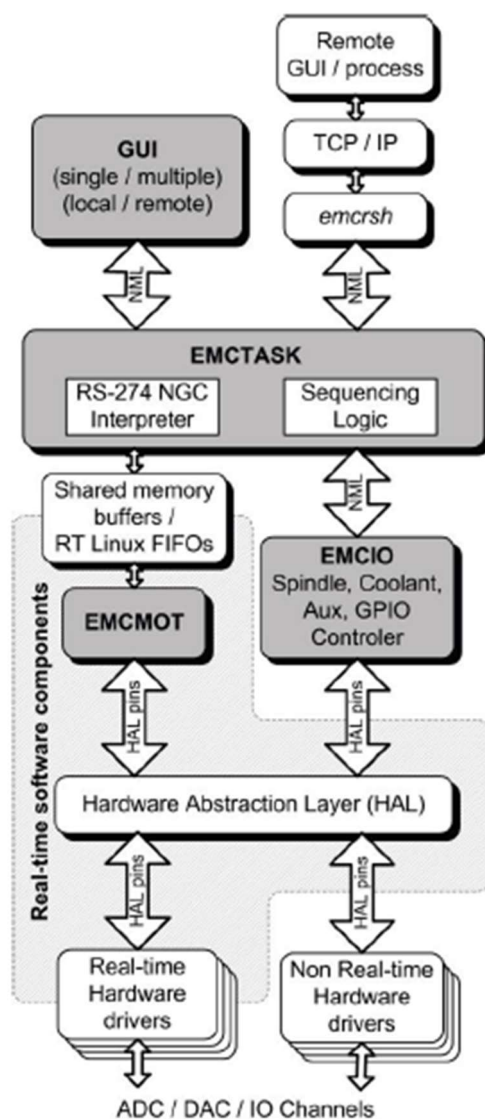 Remote
GUI / process
TCP / IP
emcrsh
GUI
(single / multiple)
(local / remote)
NML
NML
EMCTASK
RS-274 NGC
Interpreter
Sequencing
Logic
Shared memory
buffers /
RT Linux FIFOs
NML
EMCMOT
EMCIO
Spindle, Coolant,
Aux, GPIO
Controler
Real-time software components
HAL pins
HAL pins
Hardware Abstraction Layer (HAL)
HAL pins
HAL pins
Real-time
Hardware
drivers
Non Real-time
Hardware
drivers
ADC / DAC / IO Channels